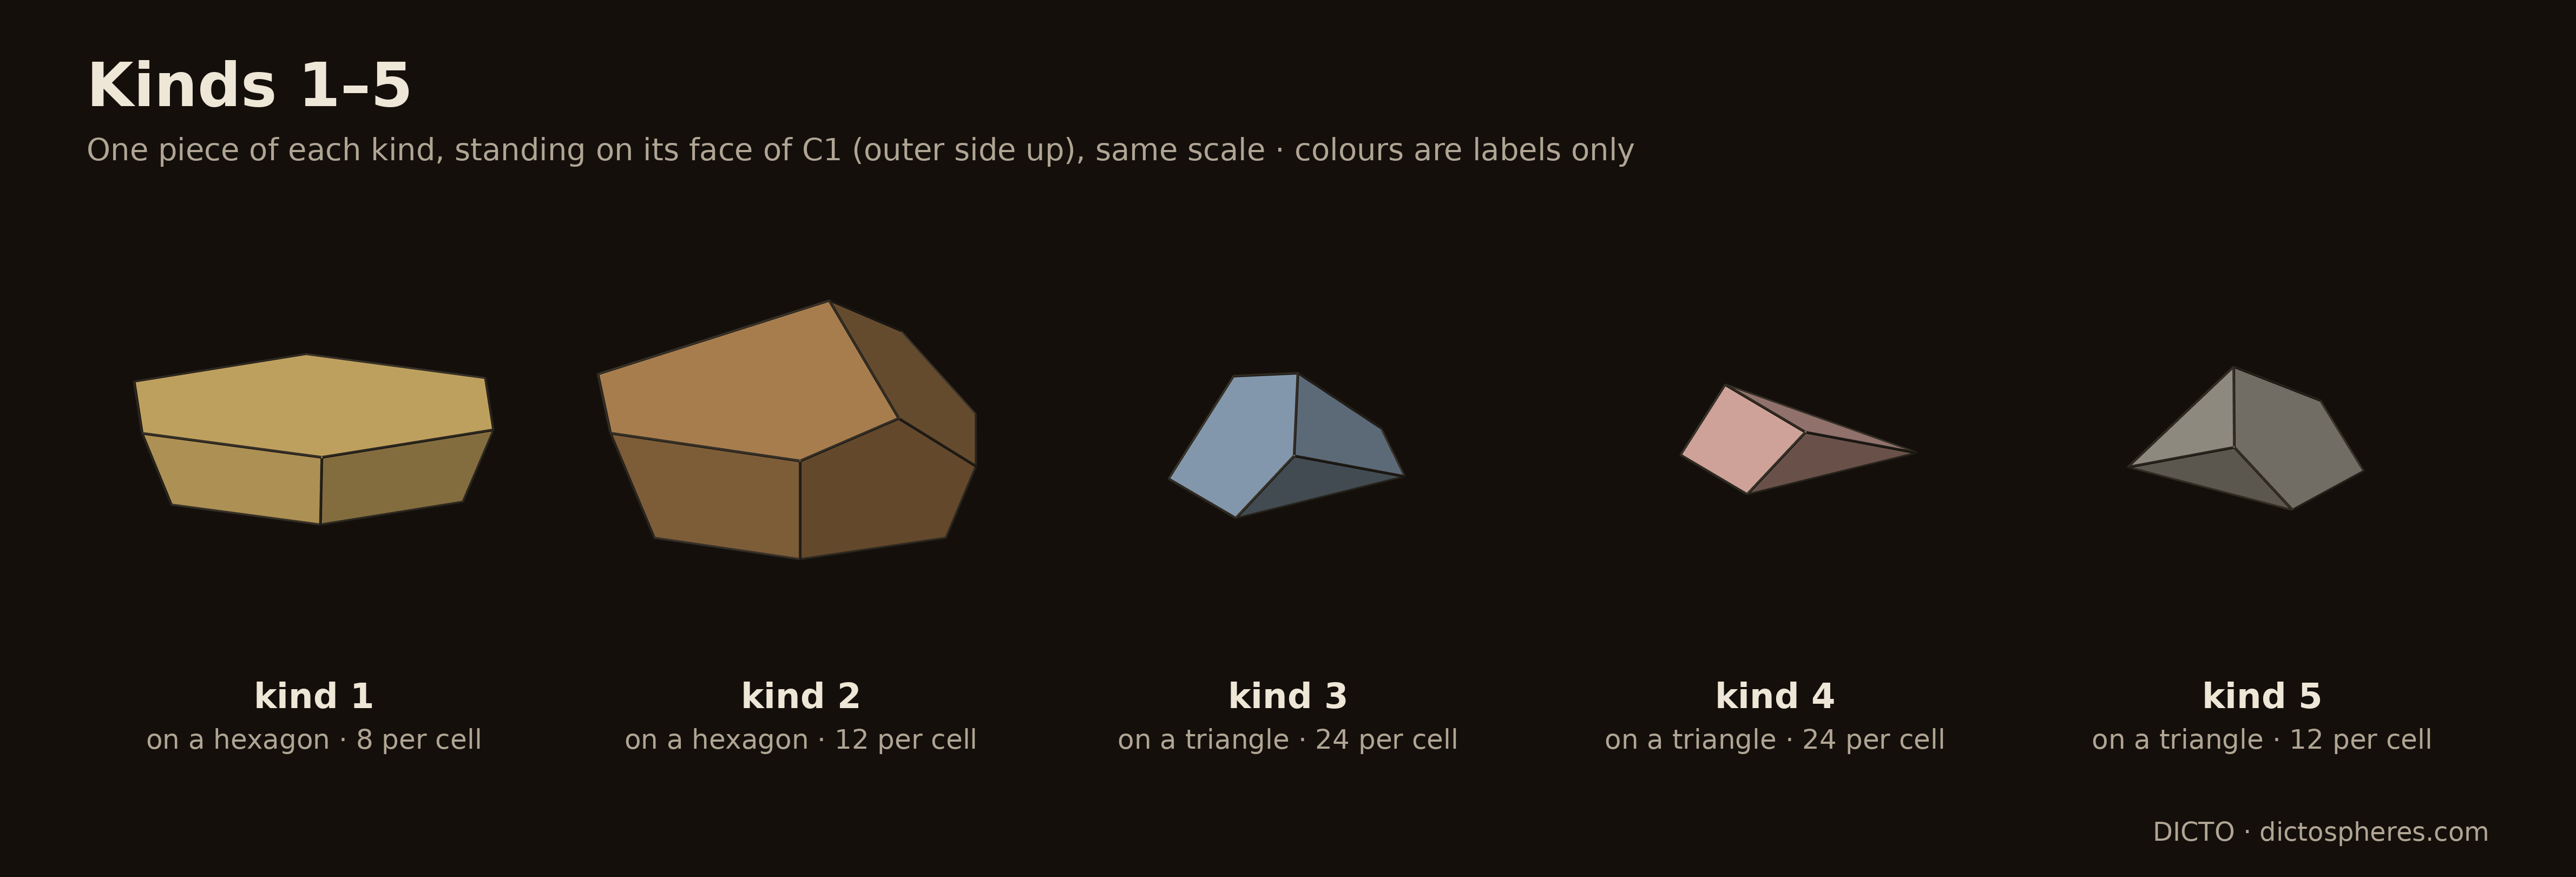 Kinds 1–5
One piece of each kind, standing on its face of C1 (outer side up), same scale · colours are labels only
kind 1
on a hexagon · 8 per cell
kind 2
on a hexagon · 12 per cell
kind 3
on a triangle · 24 per cell
kind 4
on a triangle · 24 per cell
kind 5
on a triangle · 12 per cell
DICTO · dictospheres.com